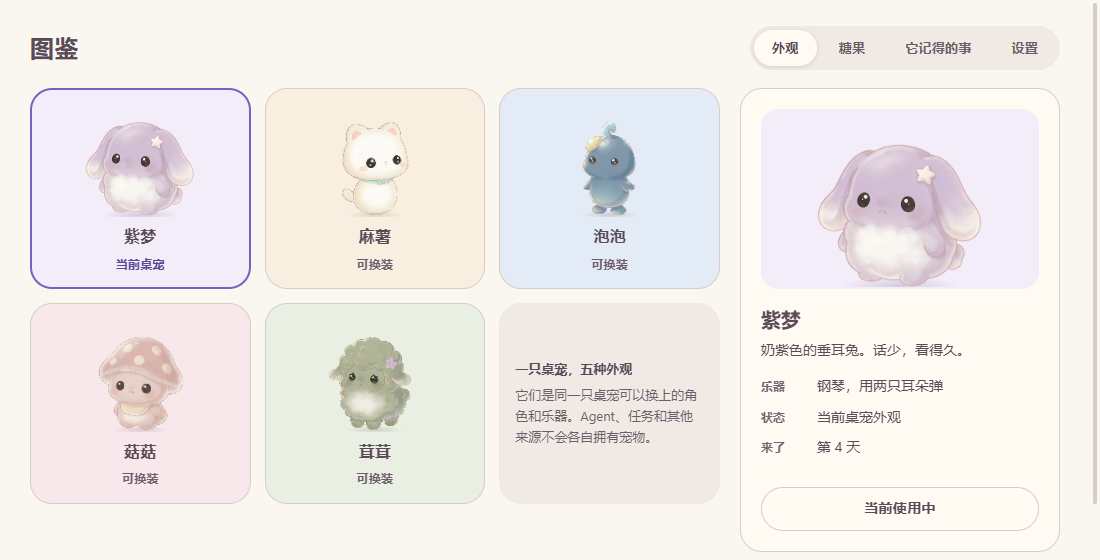 图鉴
外观
糖果
它记得的事
设置
紫梦
当前桌宠
麻薯
可换装
泡泡
可换装
菇菇
可换装
茸茸
可换装
一只桌宠，五种外观
它们是同一只桌宠可以换上的角
色和乐器。Agent、任务和其他
来源不会各自拥有宠物。
紫梦
奶紫色的垂耳兔。话少，看得久。
乐器 钢琴，用两只耳朵弹
状态 当前桌宠外观
来了 第 4 天
当前使用中